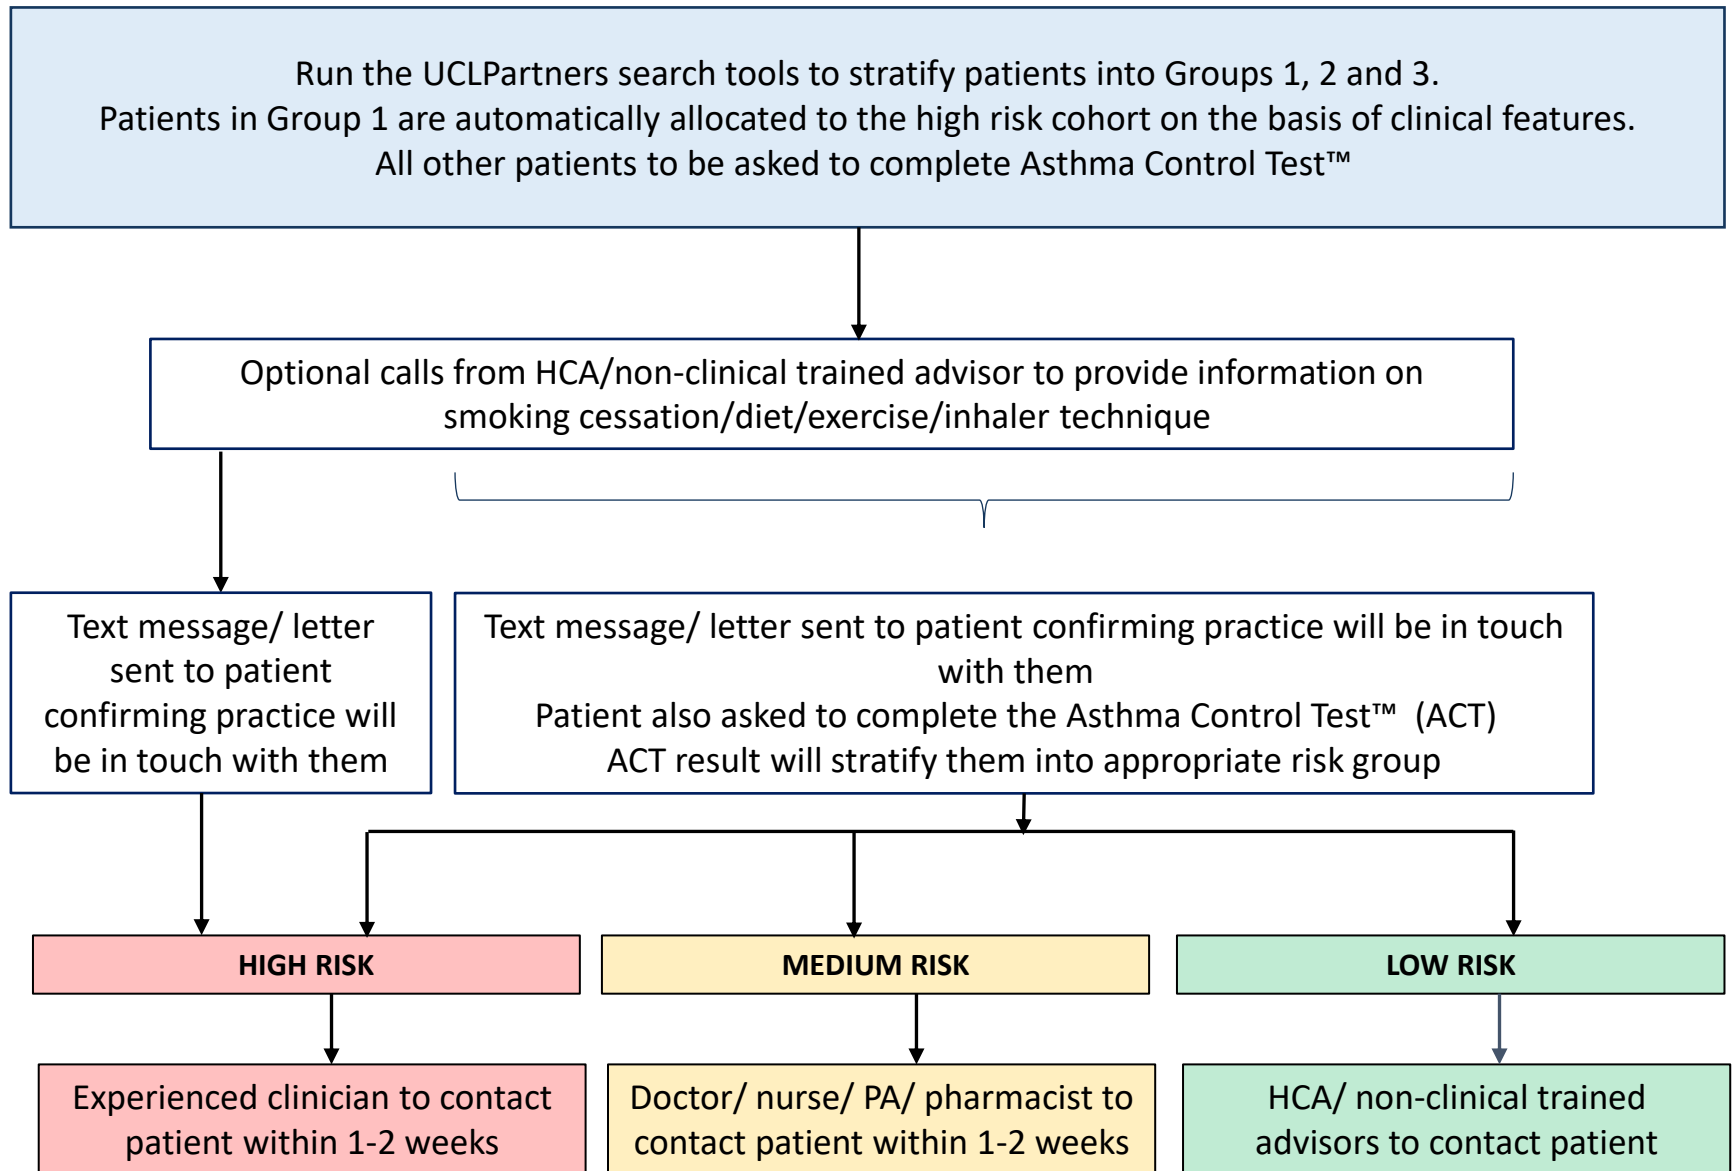 Run the UCLPartners search tools to stratify patients into Groups 1, 2 and 3.
Patients in Group 1 are automatically allocated to the high risk cohort on the basis of clinical features.
All other patients to be asked to complete Asthma Control Test™
Optional calls from HCA/non-clinical trained advisor to provide information on
smoking cessation/diet/exercise/inhaler technique
Text message/ letter
sent to patient
confirming practice will
be in touch with them
Text message/ letter sent to patient confirming practice will be in touch
with them
Patient also asked to complete the Asthma Control Test™ (ACT)
ACT result will stratify them into appropriate risk group
HIGH RISK
MEDIUM RISK
LOW RISK
Experienced clinician to contact
patient within 1-2 weeks
Doctor/ nurse/ PA/ pharmacist to
contact patient within 1-2 weeks
HCA/ non-clinical trained
advisors to contact patient